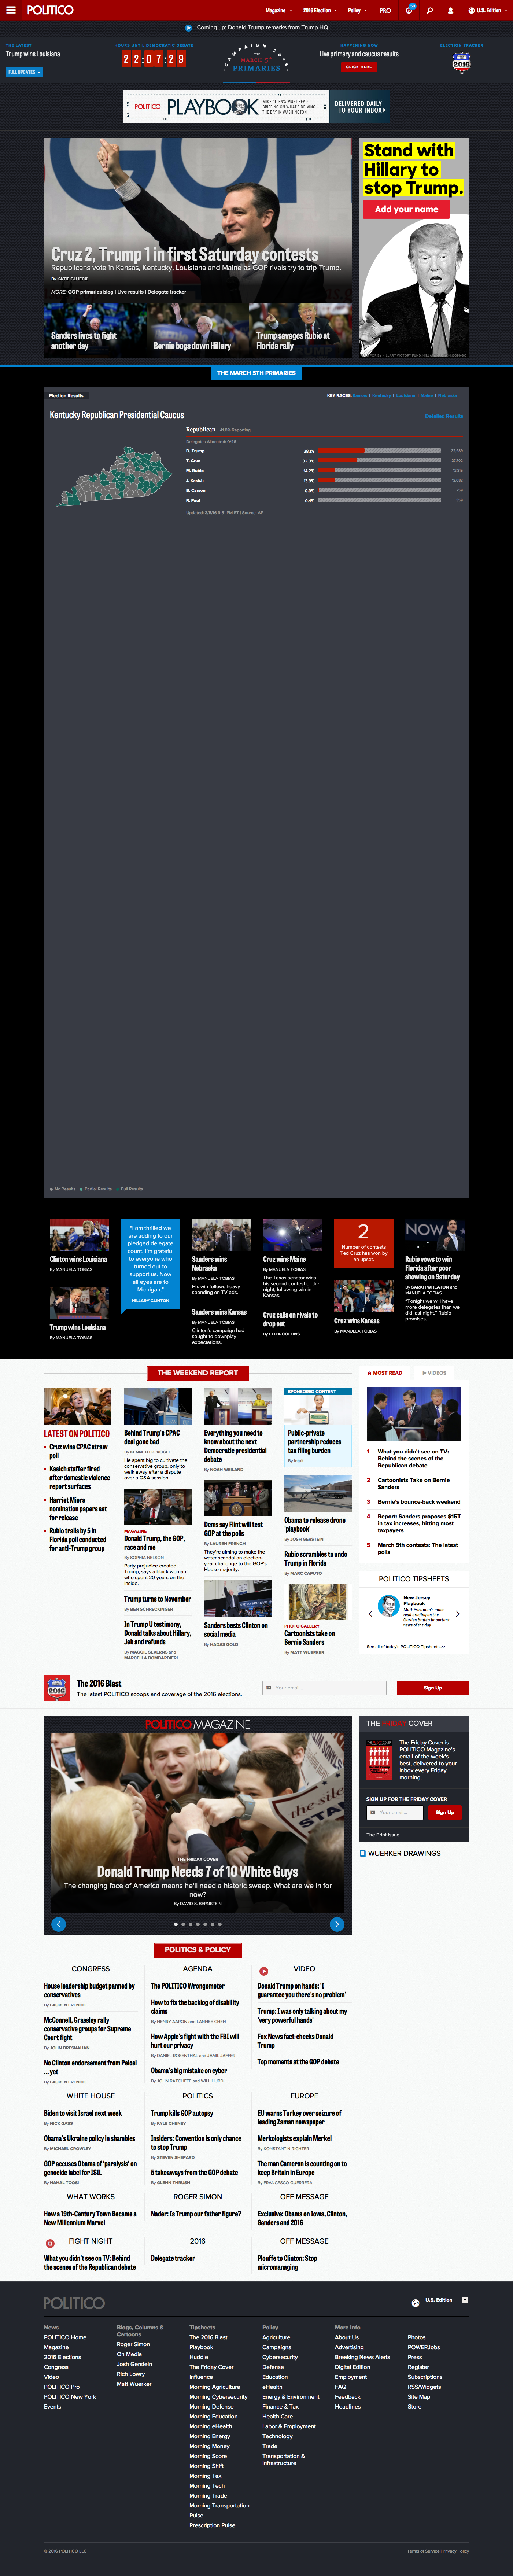 POLITICO
Magazine
2016 Election
Policy
PRO
U.S. Edition
Coming up: Donald Trump remarks from Trump HQ
THE LATEST
Trump wins Louisiana
FULL UPDATES
HOURS UNTIL DEMOCRATIC DEBATE
22:07:29
CAMPAIGN 2016
THE
MARCH 5TH
PRIMARIES
HAPPENING NOW
Live primary and caucus results
CLICK HERE
ELECTION TRACKER
2016
POLITICO PLAYBOOK
MIKE ALLEN'S MUST-READ
BRIEFING ON WHAT'S DRIVING
THE DAY IN WASHINGTON
DELIVERED DAILY
TO YOUR INBOX
Cruz 2, Trump 1 in first Saturday contests
Republicans vote in Kansas, Kentucky, Louisiana and Maine as GOP rivals try to trip Trump.
By KATIE GLUECK
MORE: GOP primaries blog | Live results | Delegate tracker
Sanders lives to fight
another day
Bernie bogs down Hillary
Trump savages Rubio at
Florida rally
Stand with
Hillary to
stop Trump.
Add your name
THE MARCH 5TH PRIMARIES
Election Results
KEY RACES: Kansas | Kentucky | Louisiana | Maine | Nebraska
Kentucky Republican Presidential Caucus
Detailed Results
Republican
41.8% Reporting
Delegates Allocated: 0/46
D. Trump 38.1%
T. Cruz 32.0%
M. Rubio 14.2%
J. Kasich 13.9%
B. Carson 0.9%
R. Paul 0.4%
Updated: 3/5/16 9:51 PM ET | Source: AP
No Results
Partial Results
Full Results
Clinton wins Louisiana
By MANUELA TOBIAS
Trump wins Louisiana
By MANUELA TOBIAS
"I am thrilled we
are adding to our
pledged delegate
count. I'm grateful
to everyone who
turned out to
support us. Now
all eyes are to
Michigan."
HILLARY CLINTON
Sanders wins
Nebraska
By MANUELA TOBIAS
His win follows heavy
spending on TV ads.
Sanders wins Kansas
By MANUELA TOBIAS
Clinton's campaign had
sought to downplay
expectations.
Cruz wins Maine
By MANUELA TOBIAS
The Texas senator wins
his second contest of the
night, following win in
Kansas.
Cruz calls on rivals to
drop out
By ELIZA COLLINS
2
Number of contests
Ted Cruz has won by
an upset.
Cruz wins Kansas
By MANUELA TOBIAS
NOW
Rubio vows to win
Florida after poor
showing on Saturday
By SARAH WHEATON and
MANUELA TOBIAS
"Tonight we will have
more delegates than we
did last night," Rubio
promises.
THE WEEKEND REPORT
LATEST ON POLITICO
Cruz wins CPAC straw
poll
Kasich staffer fired
after domestic violence
report surfaces
Harriet Miers
nomination papers set
for release
Rubio trails by 5 in
Florida poll conducted
for anti-Trump group
Behind Trump's CPAC
deal gone bad
By KENNETH P. VOGEL
He spent big to cultivate the
conservative group, only to
walk away after a dispute
over a Q&A session.
MAGAZINE
Donald Trump, the GOP,
race and me
By SOPHIA NELSON
Party prejudice created
Trump, says a black woman
who spent 20 years on the
inside.
Trump turns to November
By BEN SCHRECKINGER
In Trump U testimony,
Donald talks about Hillary,
Jeb and refunds
By MAGGIE SEVERNS and
MARCELLA BOMBARDIERI
Everything you need to
know about the next
Democratic presidential
debate
By NOAH WEILAND
Dems say Flint will test
GOP at the polls
By LAUREN FRENCH
They're aiming to make the
water scandal an election-
year challenge to the GOP's
House majority.
Sanders bests Clinton on
social media
By HADAS GOLD
SPONSORED CONTENT
Public-private
partnership reduces
tax filing burden
By Intuit
Obama to release drone
'playbook'
By JOSH GERSTEIN
Rubio scrambles to undo
Trump in Florida
By MARC CAPUTO
PHOTO GALLERY
Cartoonists take on
Bernie Sanders
By MATT WUERKER
MOST READ
VIDEOS
1 What you didn't see on TV:
Behind the scenes of the
Republican debate
2 Cartoonists Take on Bernie
Sanders
3 Bernie's bounce-back weekend
4 Report: Sanders proposes $15T
in tax increases, hitting most
taxpayers
5 March 5th contests: The latest
polls
POLITICO TIPSHEETS
New Jersey
Playbook
Matt Friedman's must-
read briefing on the
Garden State's important
news of the day
See all of today's POLITICO Tipsheets >>
The 2016 Blast
The latest POLITICO scoops and coverage of the 2016 elections.
Your email...
Sign Up
POLITICO MAGAZINE
THE FRIDAY COVER
Donald Trump Needs 7 of 10 White Guys
The changing face of America means he'll need a historic sweep. What are we in for
now?
By DAVID S. BERNSTEIN
THE FRIDAY COVER
The Friday Cover is
POLITICO Magazine's
email of the week's
best, delivered to your
inbox every Friday
morning.
SIGN UP FOR THE FRIDAY COVER
Your email...
Sign Up
The Print Issue
WUERKER DRAWINGS
POLITICS & POLICY
CONGRESS
House leadership budget panned by
conservatives
By LAUREN FRENCH
McConnell, Grassley rally
conservative groups for Supreme
Court fight
By JOHN BRESNAHAN
No Clinton endorsement from Pelosi
... yet
By LAUREN FRENCH
AGENDA
The POLITICO Wrongometer
How to fix the backlog of disability
claims
By HENRY AARON and LANHEE CHEN
How Apple's fight with the FBI will
hurt our privacy
By DANIEL ROSENTHAL and JAMIL JAFFER
Obama's big mistake on cyber
By JOHN RATCLIFFE and WILL HURD
VIDEO
Donald Trump on hands: 'I
guarantee you there's no problem'
Trump: I was only talking about my
'very powerful hands'
Fox News fact-checks Donald
Trump
Top moments at the GOP debate
WHITE HOUSE
Biden to visit Israel next week
By NICK GASS
Obama's Ukraine policy in shambles
By MICHAEL CROWLEY
GOP accuses Obama of 'paralysis' on
genocide label for ISIL
By NAHAL TOOSI
POLITICS
Trump kills GOP autopsy
By KYLE CHENEY
Insiders: Convention is only chance
to stop Trump
By STEVEN SHEPARD
5 takeaways from the GOP debate
By GLENN THRUSH
EUROPE
EU warns Turkey over seizure of
leading Zaman newspaper
Merkologists explain Merkel
By KONSTANTIN RICHTER
The man Cameron is counting on to
keep Britain in Europe
By FRANCESCO GUERRERA
WHAT WORKS
How a 19th-Century Town Became a
New Millennium Marvel
ROGER SIMON
Nader: Is Trump our father figure?
OFF MESSAGE
Exclusive: Obama on Iowa, Clinton,
Sanders and 2016
FIGHT NIGHT
What you didn't see on TV: Behind
the scenes of the Republican debate
2016
Delegate tracker
OFF MESSAGE
Plouffe to Clinton: Stop
micromanaging
POLITICO
U.S. Edition
News
POLITICO Home
Magazine
2016 Elections
Congress
Video
POLITICO Pro
POLITICO New York
Events
Blogs, Columns &
Cartoons
Roger Simon
On Media
Josh Gerstein
Rich Lowry
Matt Wuerker
Tipsheets
The 2016 Blast
Playbook
Huddle
The Friday Cover
Influence
Morning Agriculture
Morning Cybersecurity
Morning Defense
Morning Education
Morning eHealth
Morning Energy
Morning Money
Morning Score
Morning Shift
Morning Tax
Morning Tech
Morning Trade
Morning Transportation
Pulse
Prescription Pulse
Policy
Agriculture
Campaigns
Cybersecurity
Defense
Education
eHealth
Energy & Environment
Finance & Tax
Health Care
Labor & Employment
Technology
Trade
Transportation &
Infrastructure
More Info
About Us
Advertising
Breaking News Alerts
Digital Edition
Employment
FAQ
Feedback
Headlines
Photos
POWERJobs
Press
Register
Subscriptions
RSS/Widgets
Site Map
Store
© 2016 POLITICO LLC
Terms of Service | Privacy Policy